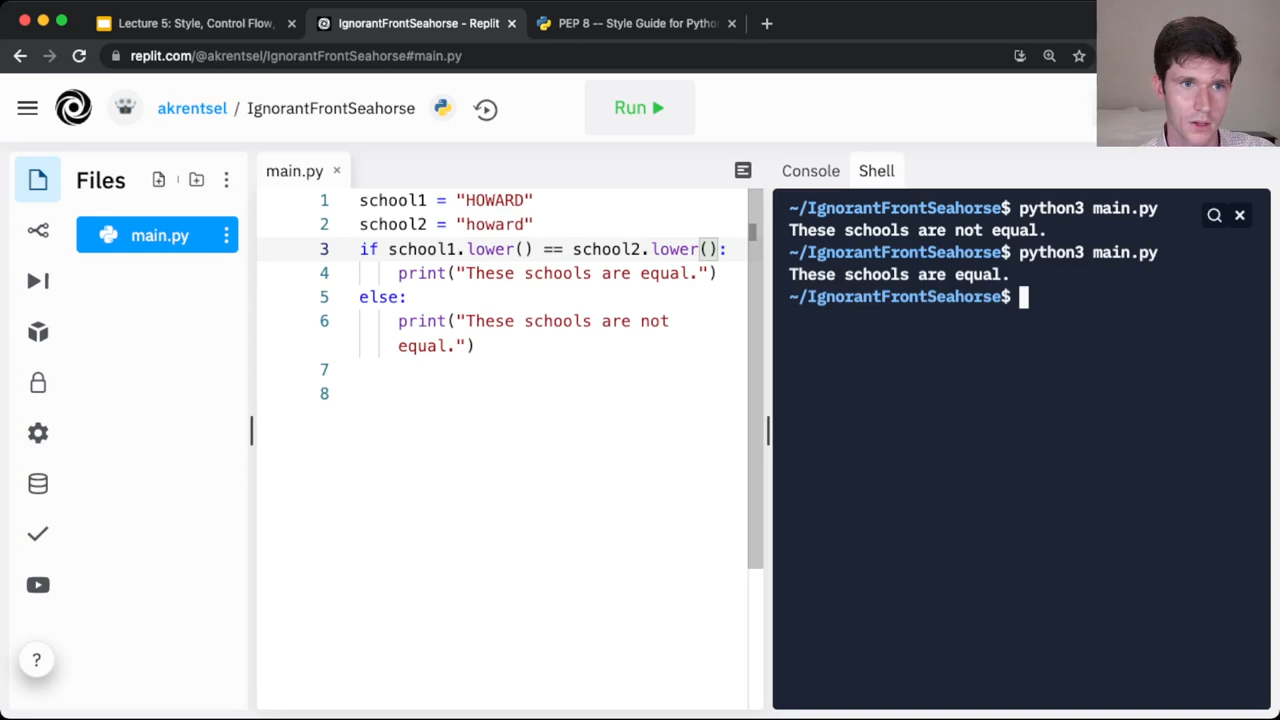 Lecture 5: Style, Control Flow,
IgnorantFrontSeahorse - Replit
PEP 8 -- Style Guide for Pytho
replit.com/@akrentsel/IgnorantFrontSeahorse#main.py
akrentsel / IgnorantFrontSeahorse
Run
Files
main.py
main.py
Console
Shell
1 school1 = "HOWARD"
2 school2 = "howard"
3 if school1.lower() == school2.lower():
4 print("These schools are equal.")
5 else:
6 print("These schools are not
equal.")
7
8
~/IgnorantFrontSeahorse$ python3 main.py
These schools are not equal.
~/IgnorantFrontSeahorse$ python3 main.py
These schools are equal.
~/IgnorantFrontSeahorse$
?